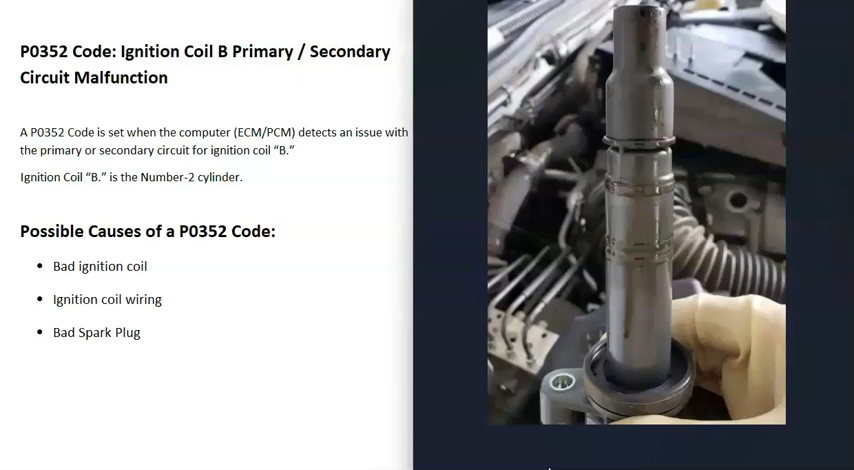 P0352 Code: Ignition Coil B Primary / Secondary
Circuit Malfunction
A P0352 Code is set when the computer (ECM/PCM) detects an issue with
the primary or secondary circuit for ignition coil “B.”
Ignition Coil “B.” is the Number-2 cylinder.
Possible Causes of a P0352 Code:
• Bad ignition coil
• Ignition coil wiring
• Bad Spark Plug